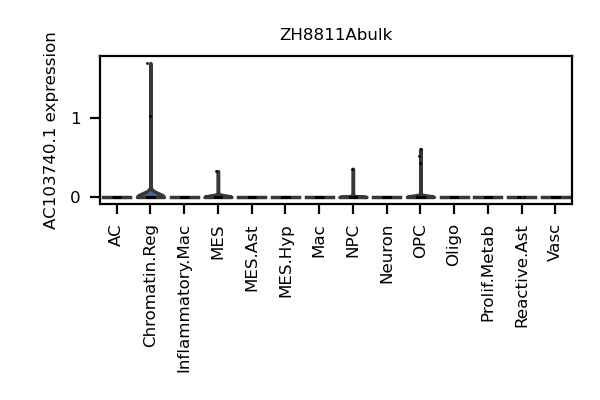 ZH8811Abulk
AC103740.1 expression
1
0
AC
Chromatin.Reg
Inflammatory.Mac
MES
MES.Ast
MES.Hyp
Mac
NPC
Neuron
OPC
Oligo
Prolif.Metab
Reactive.Ast
Vasc